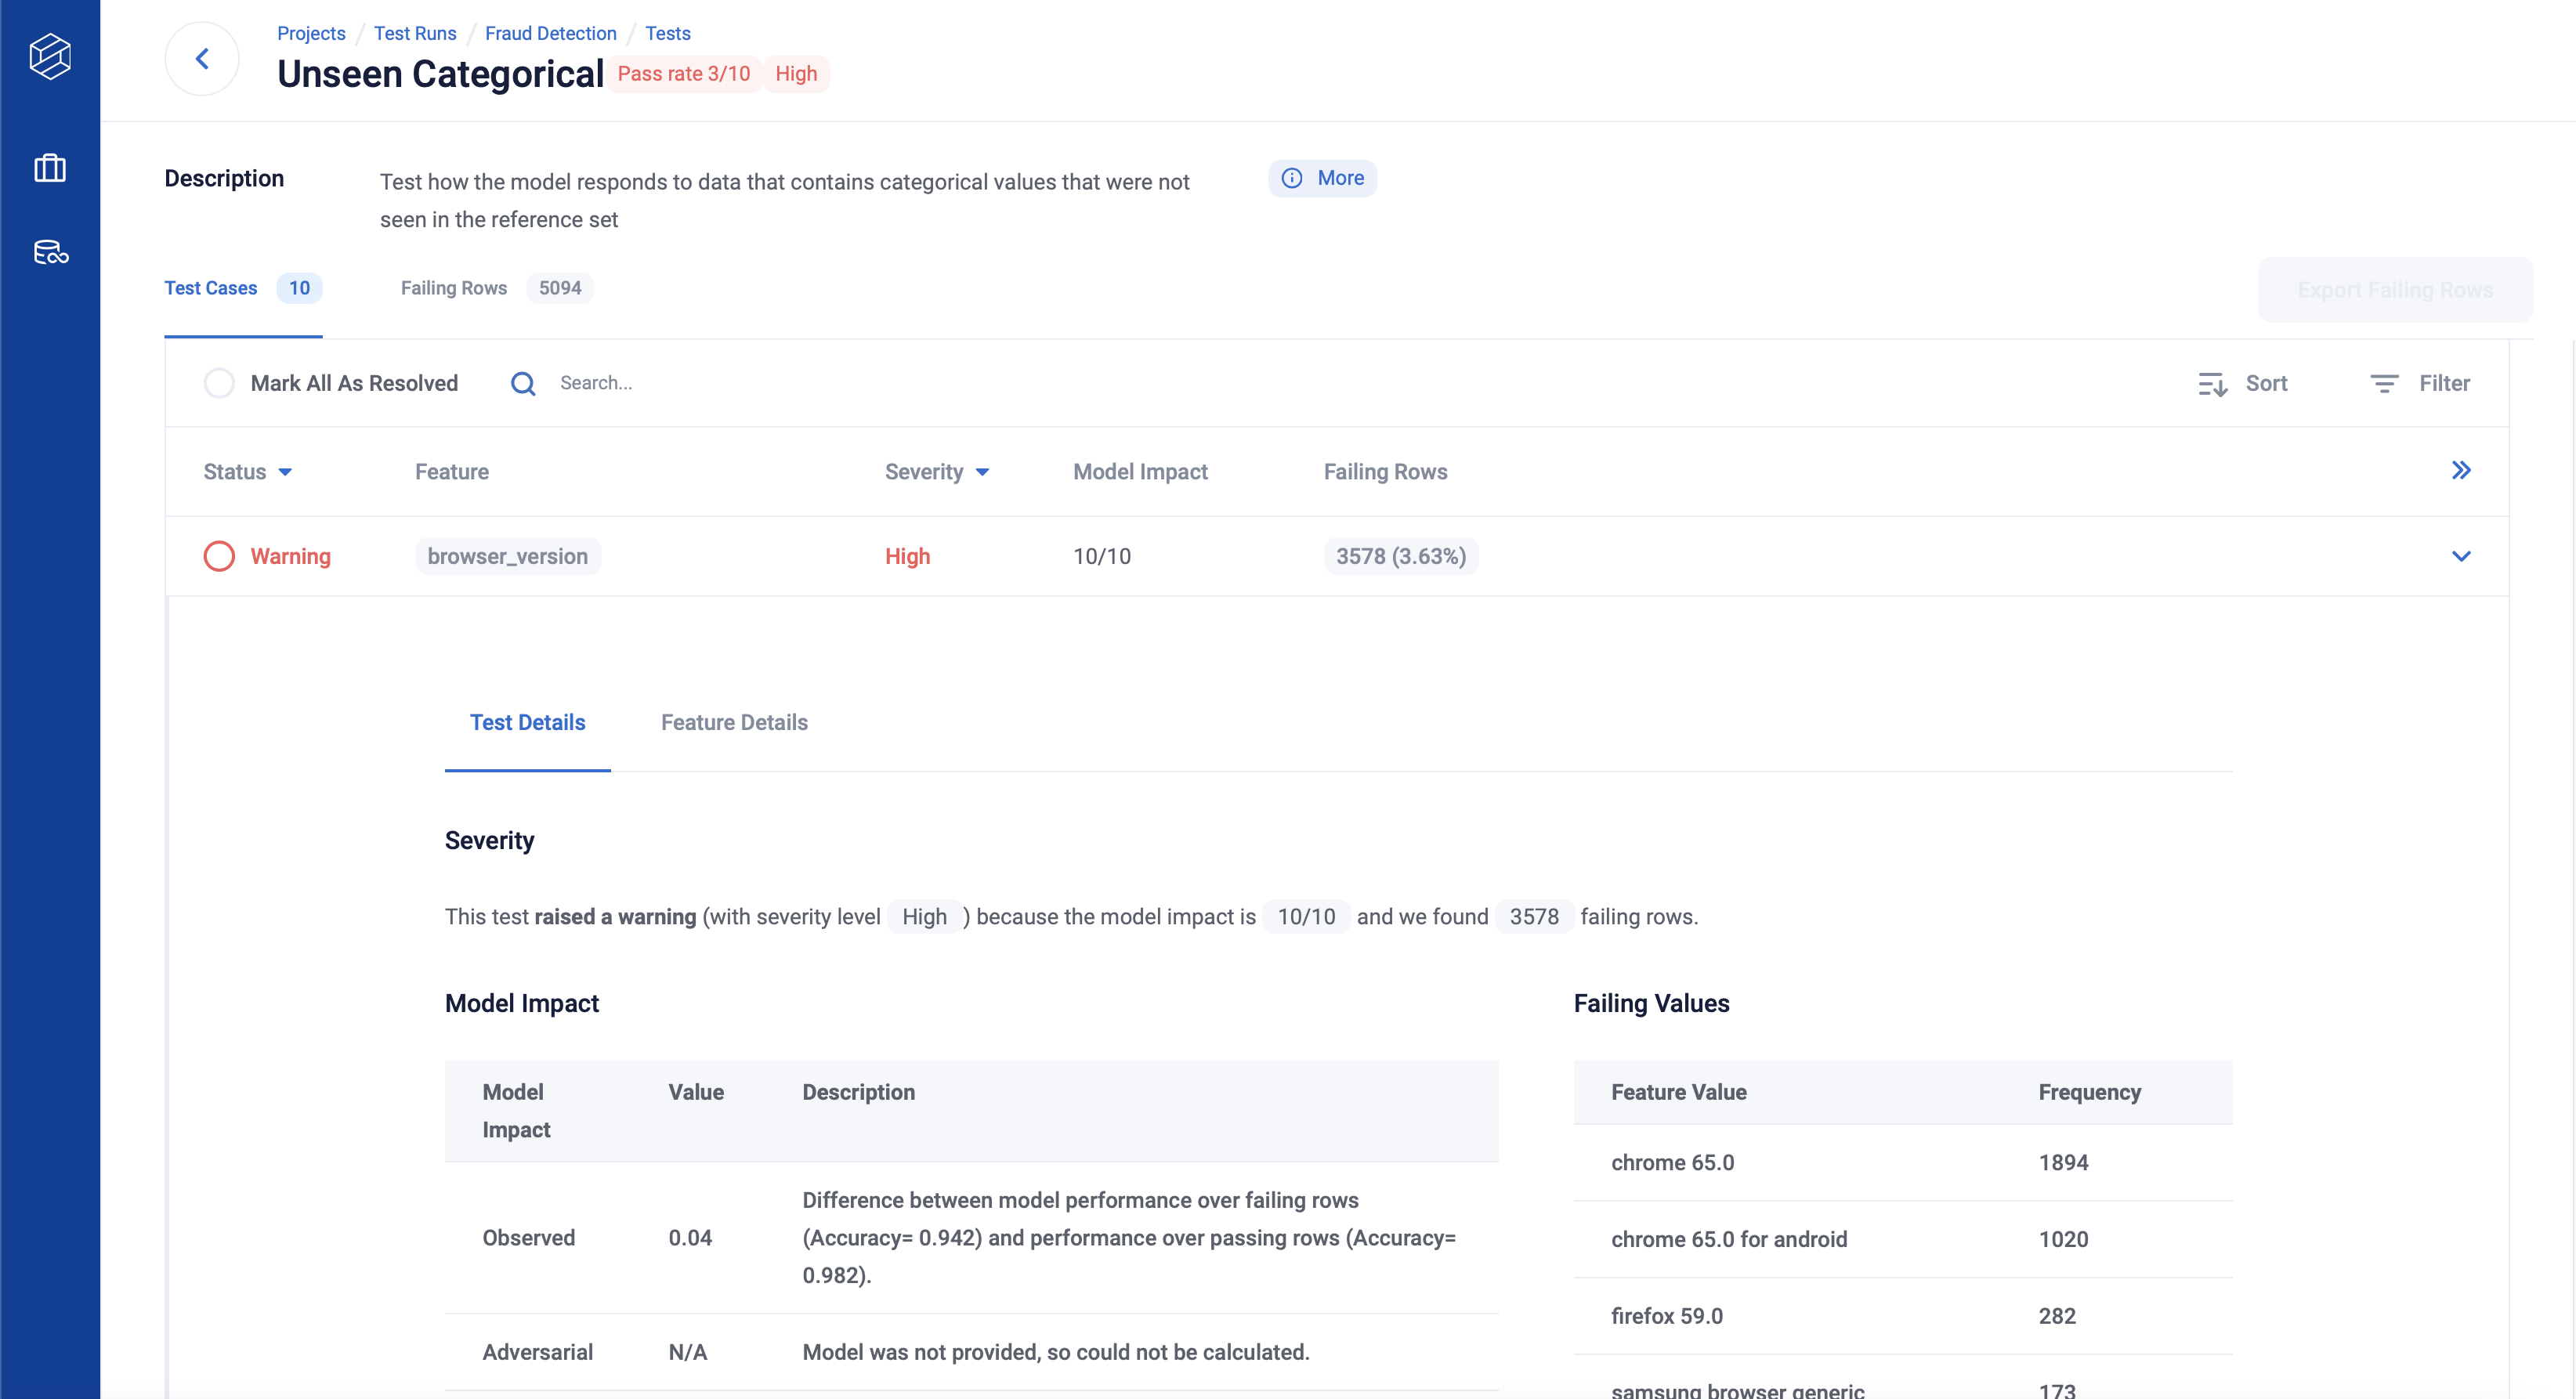 Projects / Test Runs / Fraud Detection / Tests
Unseen Categorical Pass rate 3/10 High
Description
Test how the model responds to data that contains categorical values that were not
seen in the reference set
More
Test Cases 10 Failing Rows 5094
Export Failing Rows
Mark All As Resolved Search... Sort Filter
Status Feature Severity Model Impact Failing Rows
Warning browser_version High 10/10 3578 (3.63%)
Test Details Feature Details
Severity
This test raised a warning (with severity level High ) because the model impact is 10/10 and we found 3578 failing rows.
Model Impact
Model
Impact
Value
Description
Observed
0.04
Difference between model performance over failing rows
(Accuracy= 0.942) and performance over passing rows (Accuracy=
0.982).
Adversarial N/A Model was not provided, so could not be calculated.
Failing Values
Feature Value Frequency
chrome 65.0 1894
chrome 65.0 for android 1020
firefox 59.0 282
samsung browser generic 173